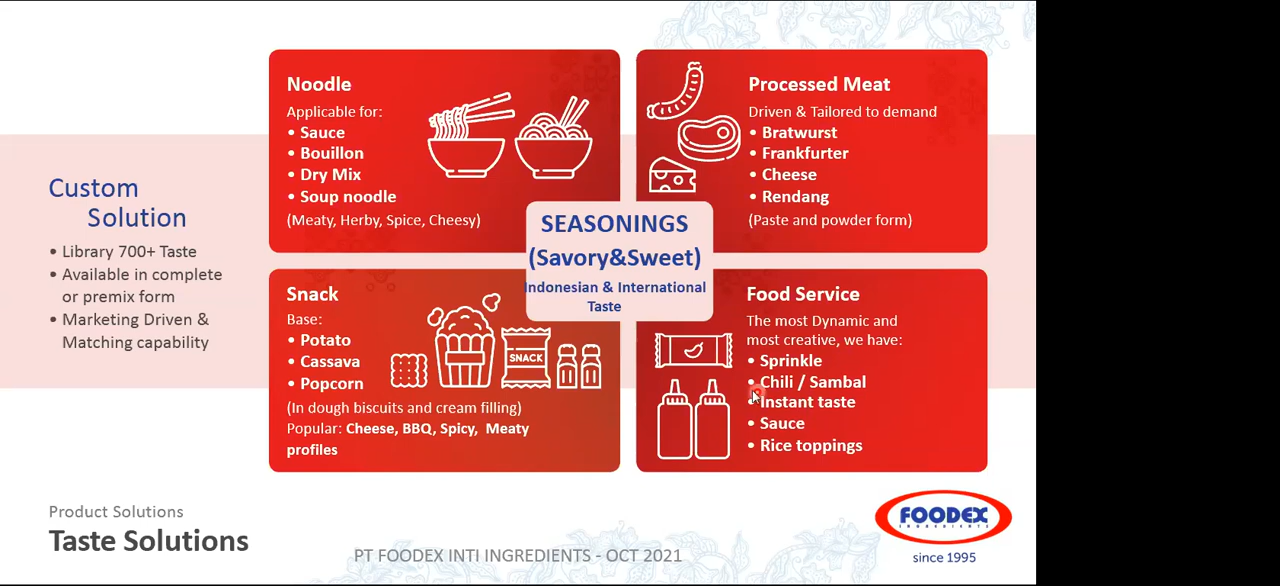 Custom
Solution
• Library 700+ Taste
• Available in complete
or premix form
• Marketing Driven &
Matching capability
Noodle
Applicable for:
• Sauce
• Bouillon
• Dry Mix
• Soup noodle
(Meaty, Herby, Spice, Cheesy)
Processed Meat
Driven & Tailored to demand
• Bratwurst
• Frankfurter
• Cheese
• Rendang
(Paste and powder form)
SEASONINGS
(Savory&Sweet)
Indonesian & International
Taste
Snack
Base:
• Potato
• Cassava
• Popcorn
(In dough biscuits and cream filling)
Popular: Cheese, BBQ, Spicy, Meaty
profiles
SNACK
Food Service
The most Dynamic and
most creative, we have:
• Sprinkle
• Chili / Sambal
• Instant taste
• Sauce
• Rice toppings
Product Solutions
Taste Solutions
PT FOODEX INTI INGREDIENTS - OCT 2021
FOODEX
INGREDIENTS
since 1995